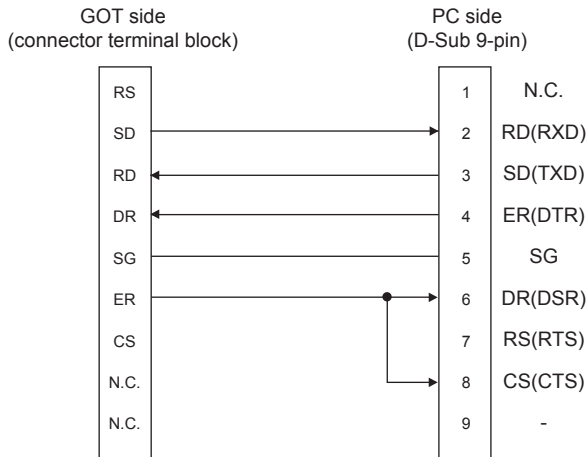 GOT side
(connector terminal block)
PC side
(D-Sub 9-pin)
RS 1 N.C.
SD 2 RD(RXD)
RD 3 SD(TXD)
DR 4 ER(DTR)
SG 5 SG
ER 6 DR(DSR)
CS 7 RS(RTS)
N.C. 8 CS(CTS)
N.C. 9 -